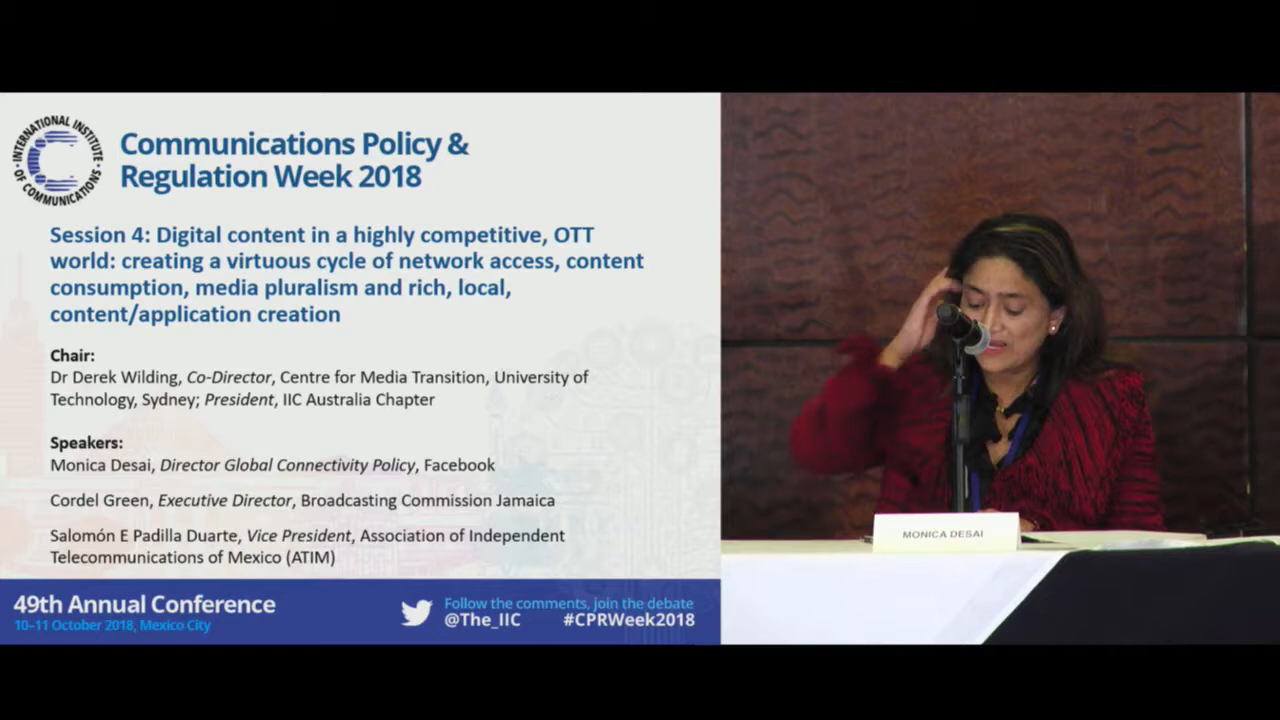 INTERNATIONAL INSTITUTE
OF COMMUNICATIONS
Communications Policy &
Regulation Week 2018
Session 4: Digital content in a highly competitive, OTT
world: creating a virtuous cycle of network access, content
consumption, media pluralism and rich, local,
content/application creation
Chair:
Dr Derek Wilding, Co-Director, Centre for Media Transition, University of
Technology, Sydney; President, IIC Australia Chapter
Speakers:
Monica Desai, Director Global Connectivity Policy, Facebook
Cordel Green, Executive Director, Broadcasting Commission Jamaica
Salomón E Padilla Duarte, Vice President, Association of Independent
Telecommunications of Mexico (ATIM)
49th Annual Conference
10-11 October 2018, Mexico City
Follow the comments, join the debate
@The_IIC #CPRWeek2018
MONICA DESAI